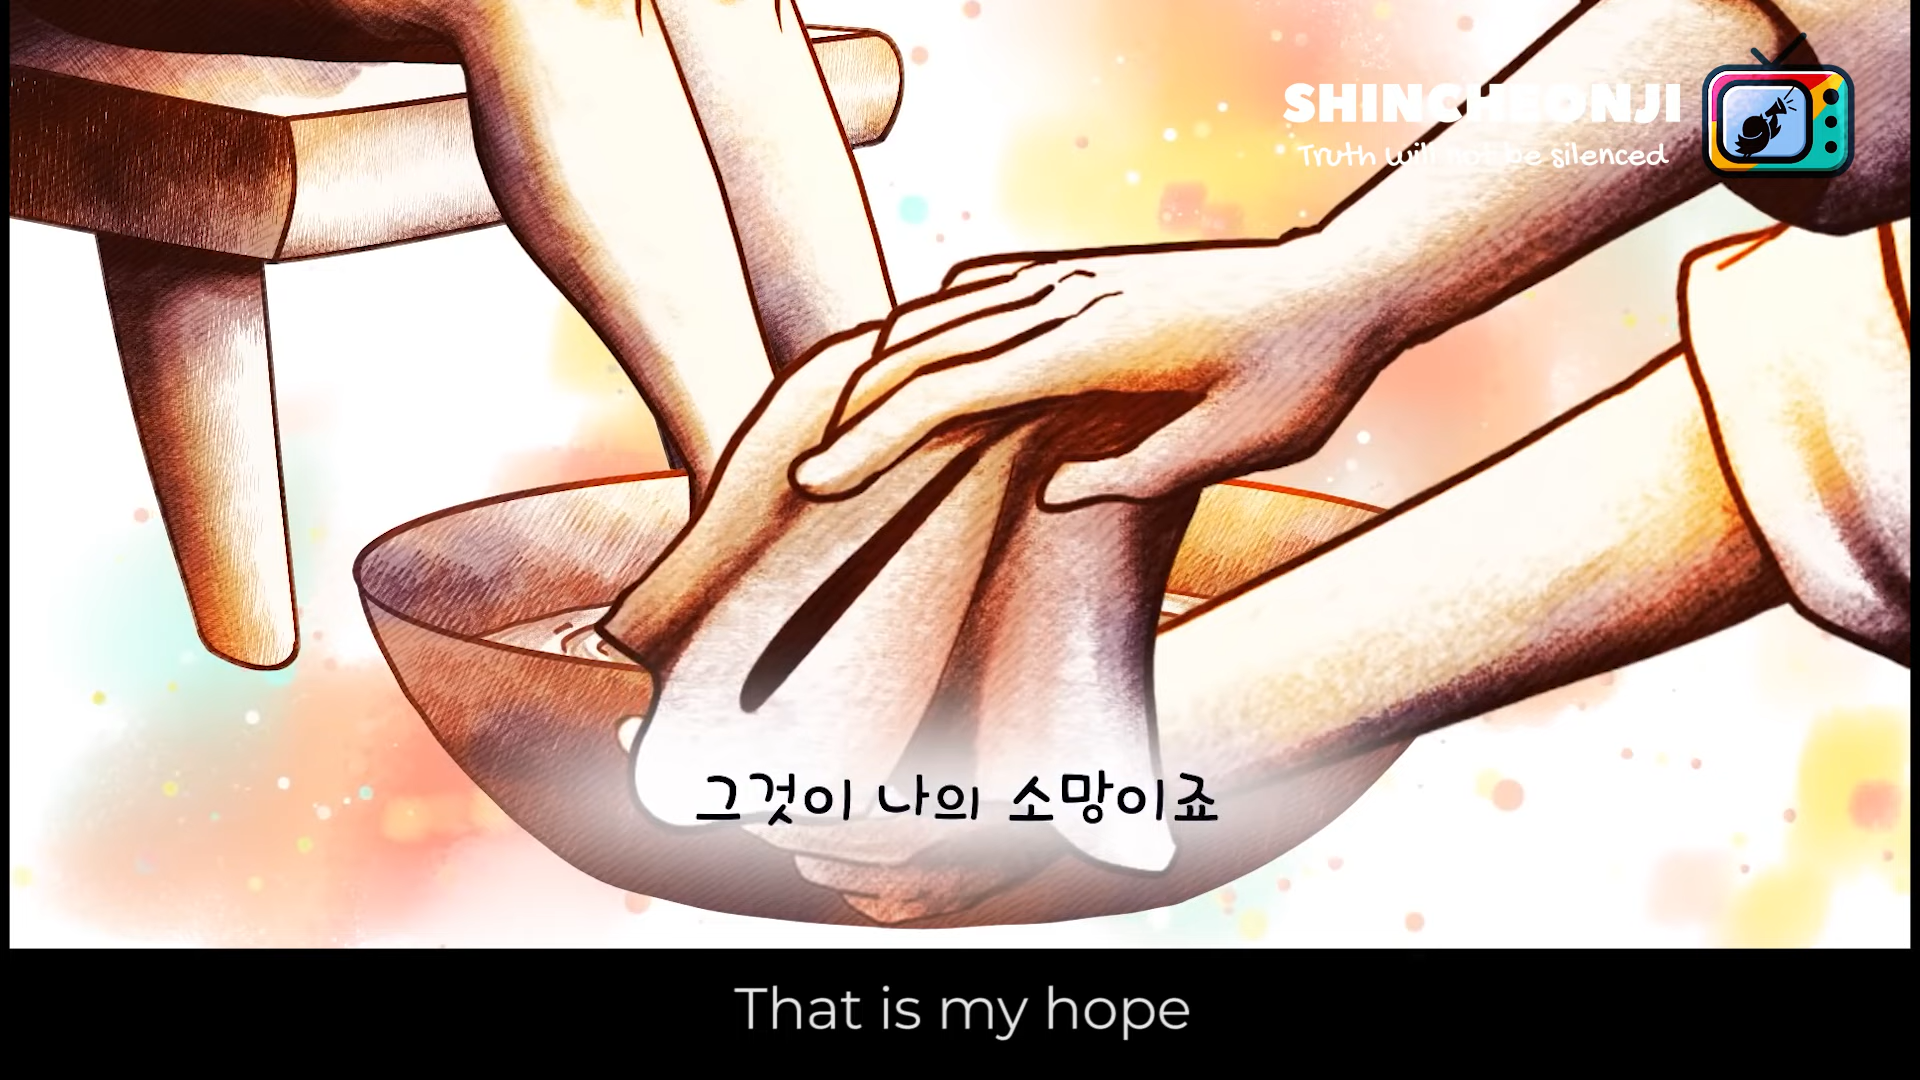 SHINCHEONJI
Truth will not be silenced
그것이 나의 소망이죠
That is my hope